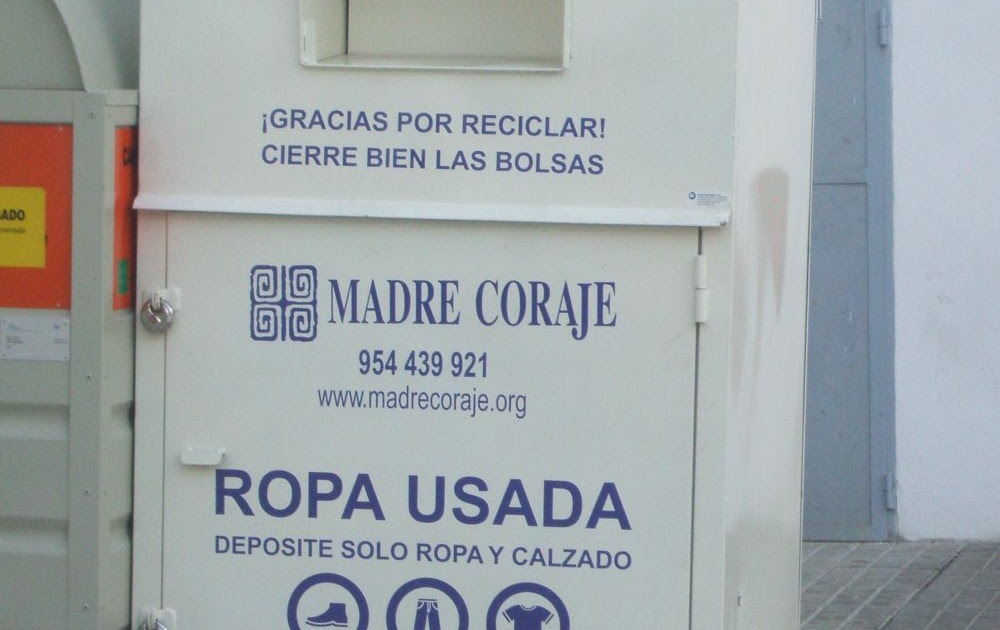 ¡GRACIAS POR RECICLAR!
CIERRE BIEN LAS BOLSAS
MADRE CORAJE
954 439 921
www.madrecoraje.org
ROPA USADA
DEPOSITE SOLO ROPA Y CALZADO